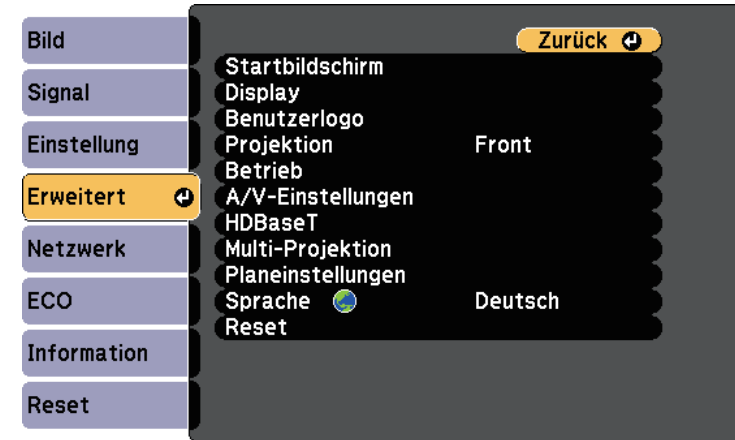 Bild
Signal
Einstellung
Erweitert
Netzwerk
ECO
Information
Reset
Zurück
Startbildschirm
Display
Benutzerlogo
Projektion Front
Betrieb
A/V-Einstellungen
HDBaseT
Multi-Projektion
Planeinstellungen
Sprache Deutsch
Reset